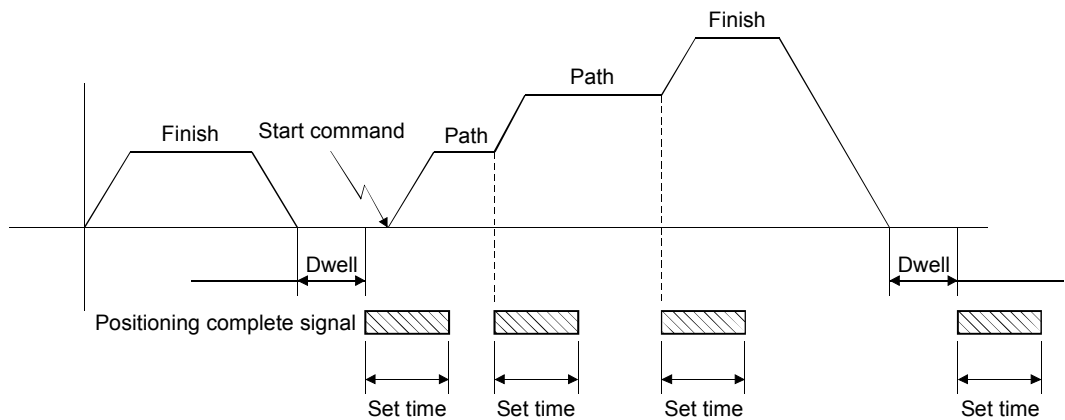 Finish
Path
Finish
Start command
Path
Dwell
Dwell
Positioning complete signal
Set time
Set time
Set time
Set time